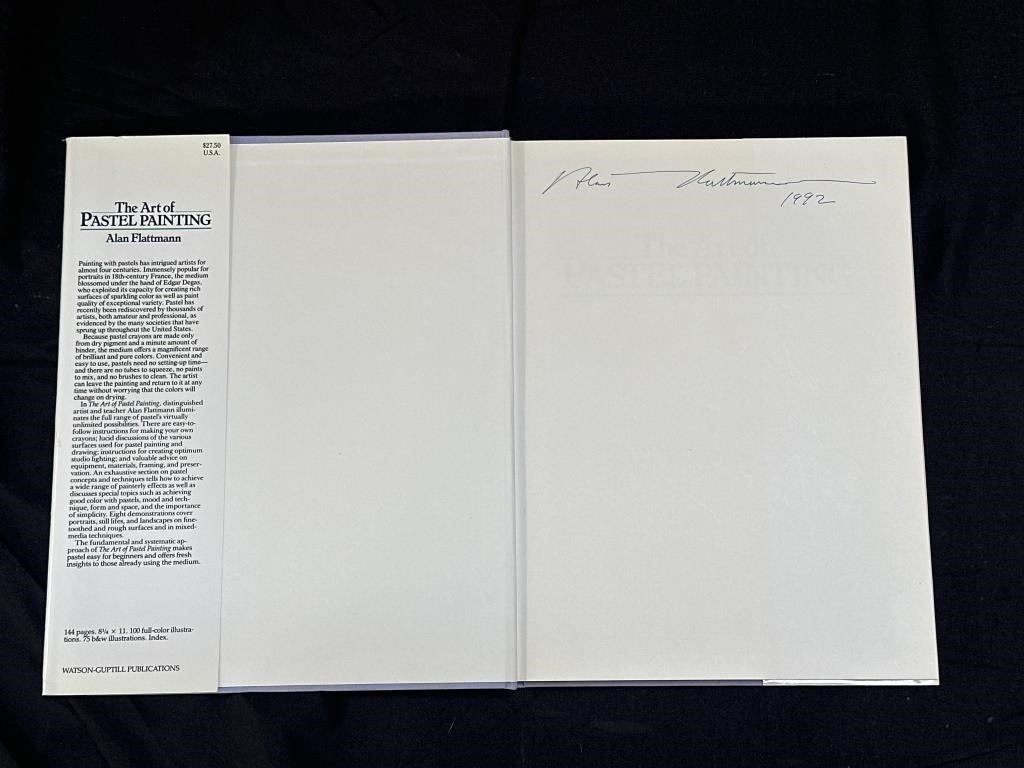 $27.50
U.S.A.
The Art of
PASTEL PAINTING
Alan Flattmann
Painting with pastels has intrigued artists for
almost four centuries. Immensely popular for
portraits in 18th-century France, the medium
blossomed under the hand of Edgar Degas,
who exploited its capacity for creating rich
surfaces of sparkling color as well as paint
quality of exceptional variety. Pastel has
recently been rediscovered by thousands of
artists, both amateur and professional, as
evidenced by the many societies that have
sprung up throughout the United States.
Because pastel crayons are made only
from dry pigment and a minute amount of
binder, the medium offers a magnificent range
of brilliant and pure colors. Convenient and
easy to use, pastels need no setting-up time—
and there are no tubes to squeeze, no paints
to mix, and no brushes to clean. The artist
can leave the painting and return to it at any
time without worrying that the colors will
change on drying.
In The Art of Pastel Painting, distinguished
artist and teacher Alan Flattmann illumi-
nates the full range of pastel's virtually
unlimited possibilities. There are easy-to-
follow instructions for making your own
crayons; lucid discussions of the various
surfaces used for pastel painting and
drawing; instructions for creating optimum
studio lighting; and valuable advice on
equipment, materials, framing, and preser-
vation. An exhaustive section on pastel
concepts and techniques tells how to achieve
a wide range of painterly effects as well as
discusses special topics such as achieving
good color with pastels, mood and tech-
nique, form and space, and the importance
of simplicity. Eight demonstrations cover
portraits, still lifes, and landscapes on fine-
toothed and rough surfaces and in mixed-
media techniques.
The fundamental and systematic ap-
proach of The Art of Pastel Painting makes
pastel easy for beginners and offers fresh
insights to those already using the medium.
144 pages. 8¼ × 11. 100 full-color illustra-
tions. 75 b&w illustrations. Index.
WATSON-GUPTILL PUBLICATIONS
Alan Flattmann
1992
The Art of
PASTEL PAINTING